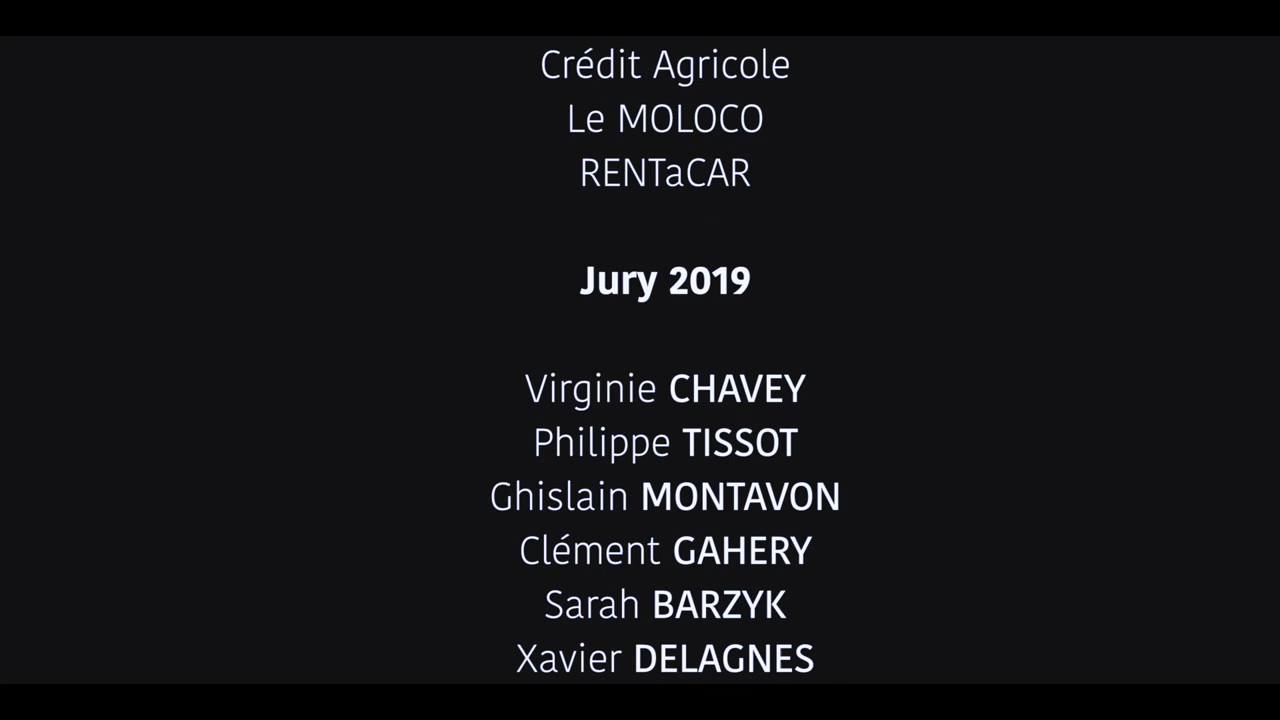 Crédit Agricole
Le MOLOCO
RENTaCAR
Jury 2019
Virginie CHAVEY
Philippe TISSOT
Ghislain MONTAVON
Clément GAHERY
Sarah BARZYK
Xavier DELAGNES